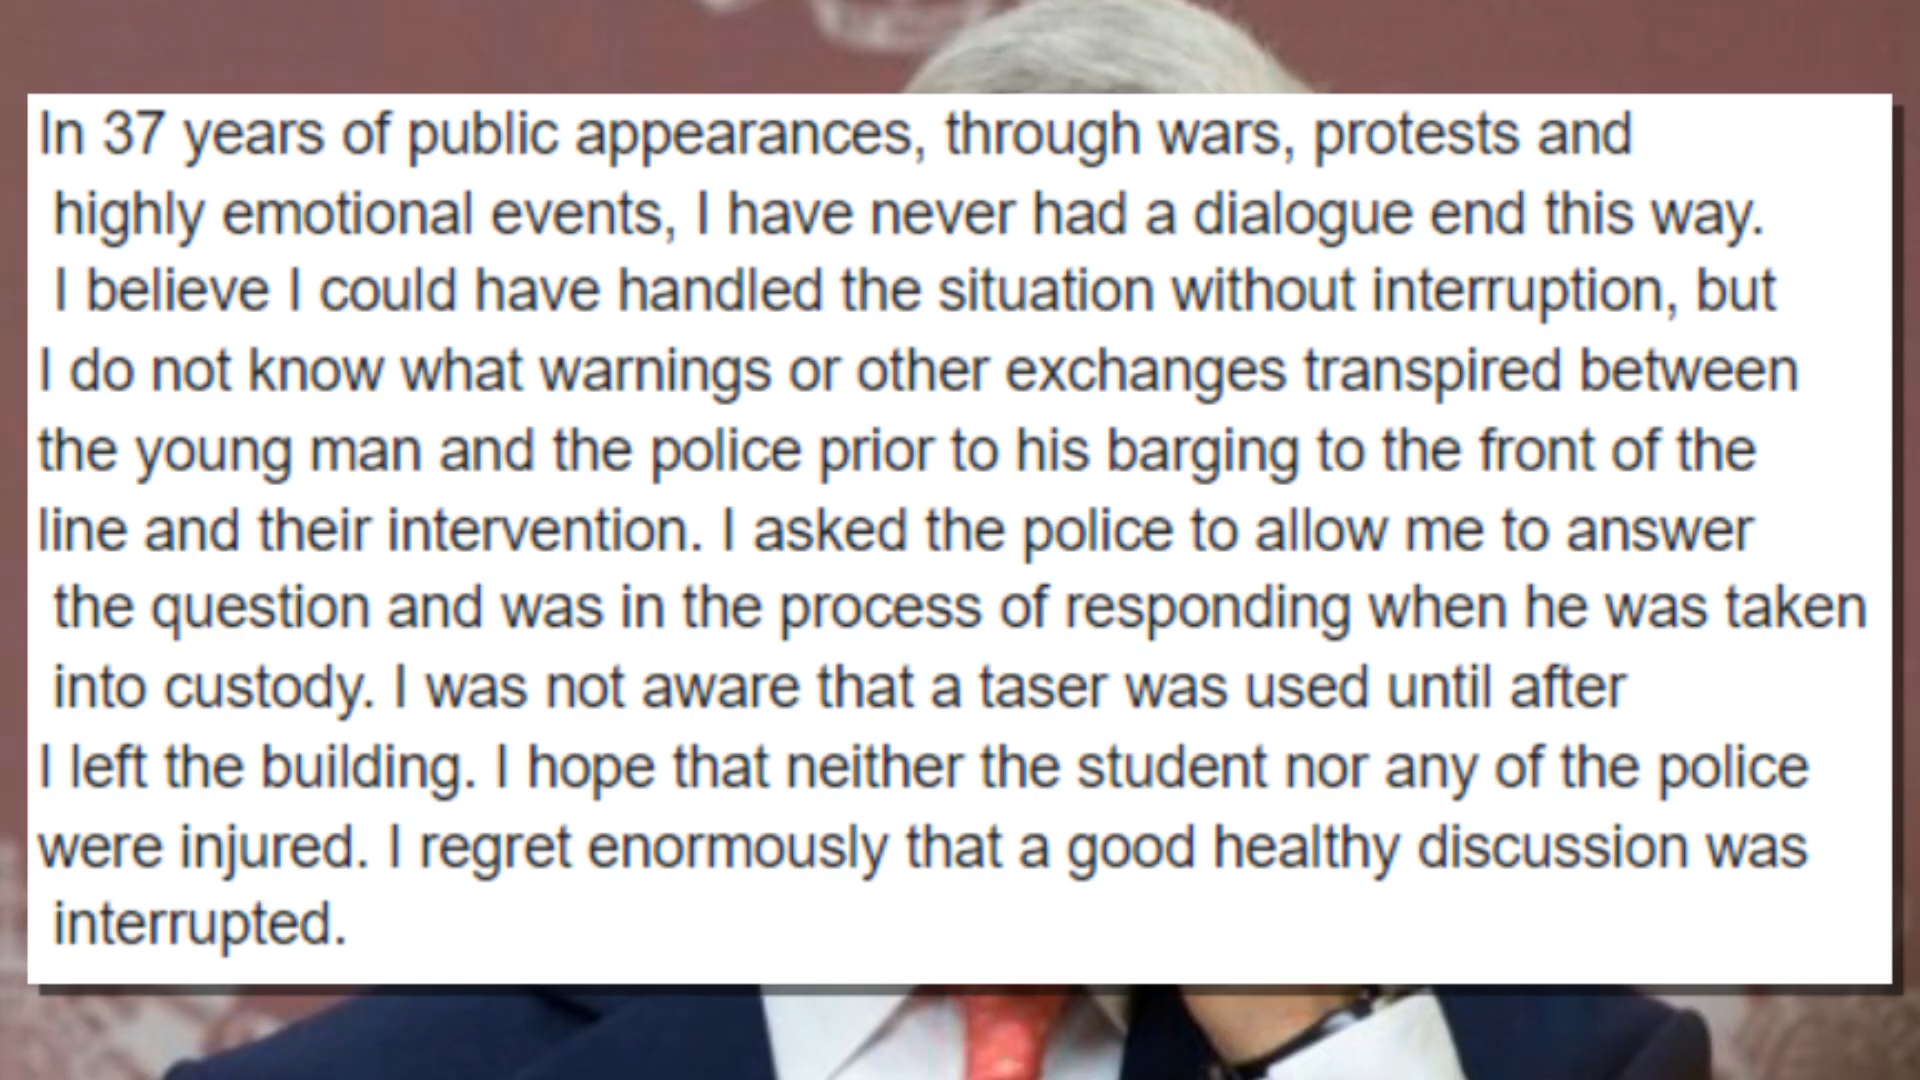 In 37 years of public appearances, through wars, protests and
highly emotional events, I have never had a dialogue end this way.
I believe I could have handled the situation without interruption, but
I do not know what warnings or other exchanges transpired between
the young man and the police prior to his barging to the front of the
line and their intervention. I asked the police to allow me to answer
the question and was in the process of responding when he was taken
into custody. I was not aware that a taser was used until after
I left the building. I hope that neither the student nor any of the police
were injured. I regret enormously that a good healthy discussion was
interrupted.